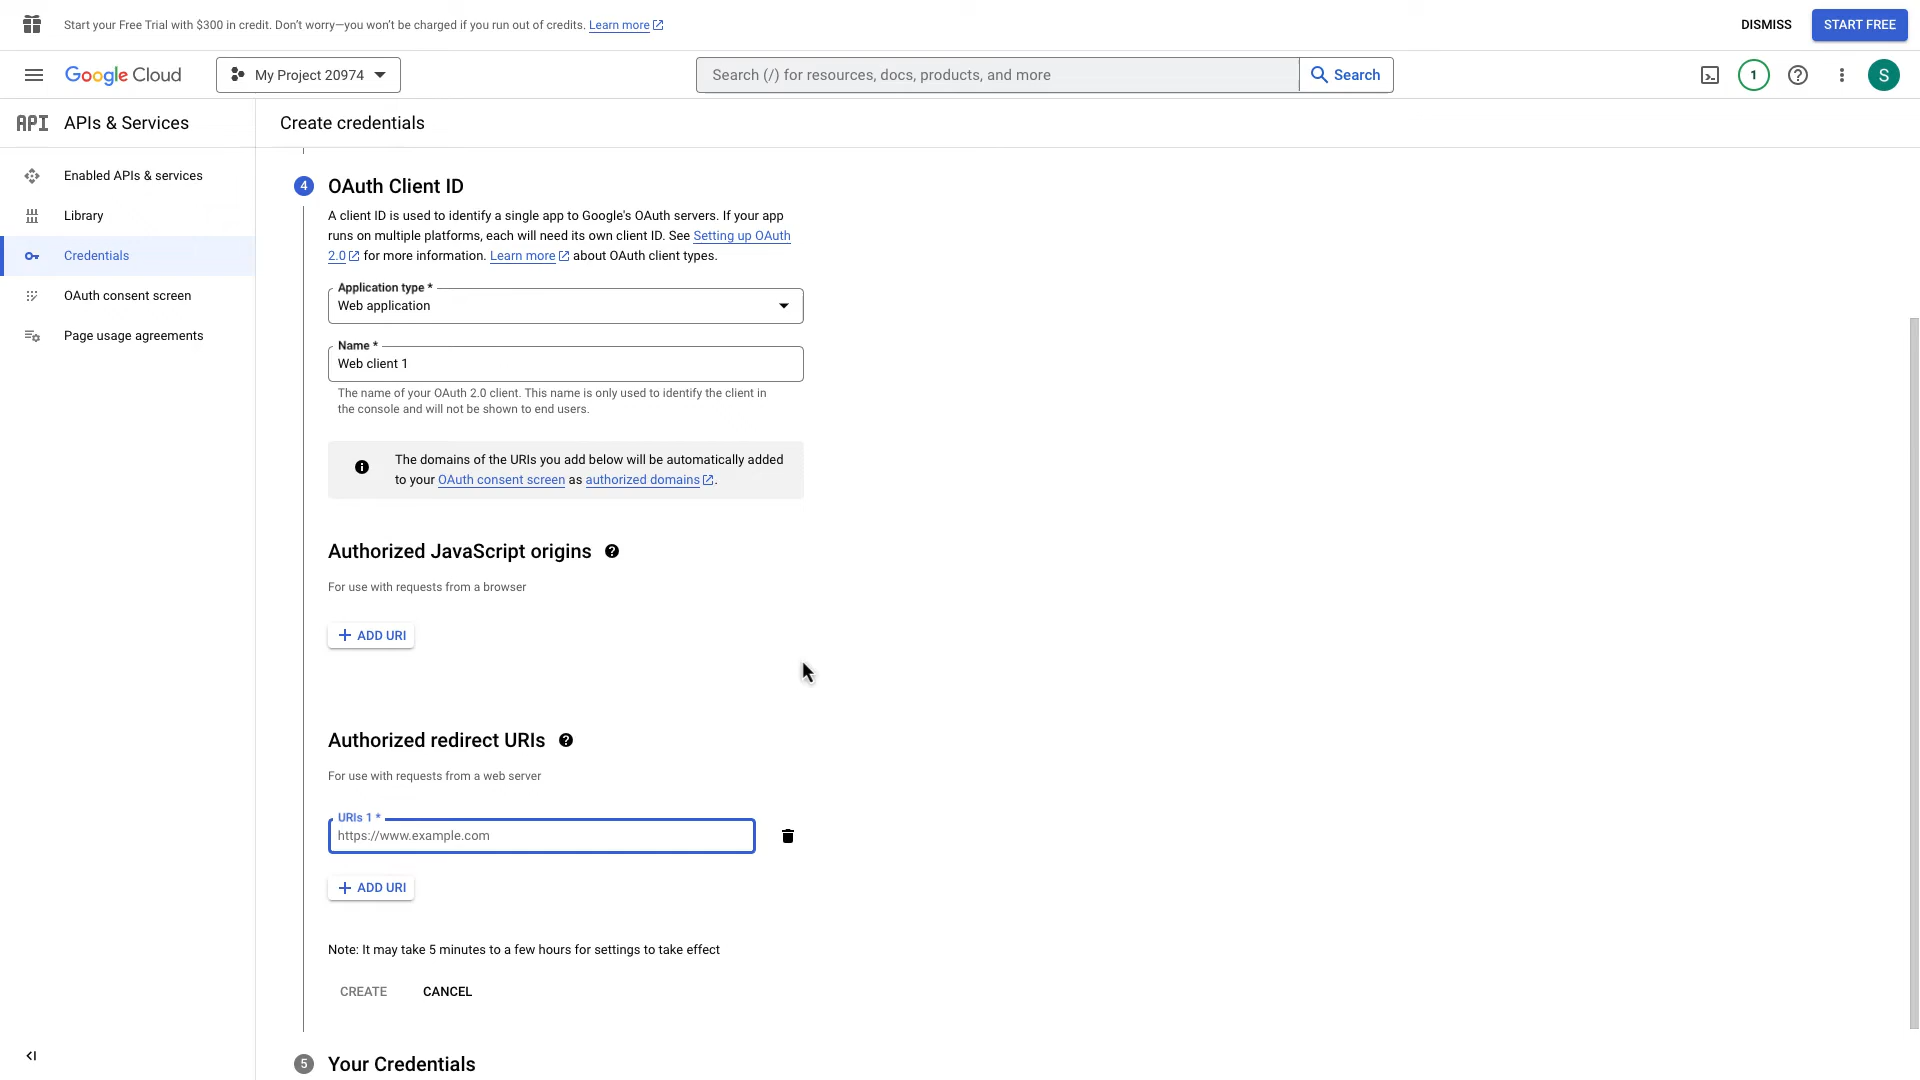 Start your Free Trial with $300 in credit. Don't worry—you won't be charged if you run out of credits. Learn more
DISMISS
START FREE
Google Cloud
My Project 20974
Search (/) for resources, docs, products, and more
Search
1
S
API
APIs & Services
Create credentials
Enabled APIs & services
Library
Credentials
OAuth consent screen
Page usage agreements
4
OAuth Client ID
A client ID is used to identify a single app to Google's OAuth servers. If your app
runs on multiple platforms, each will need its own client ID. See Setting up OAuth
2.0 for more information. Learn more about OAuth client types.
Application type *
Web application
Name *
Web client 1
The name of your OAuth 2.0 client. This name is only used to identify the client in
the console and will not be shown to end users.
The domains of the URIs you add below will be automatically added
to your OAuth consent screen as authorized domains.
Authorized JavaScript origins
For use with requests from a browser
+ ADD URI
Authorized redirect URIs
For use with requests from a web server
URIs 1 *
https://www.example.com
+ ADD URI
Note: It may take 5 minutes to a few hours for settings to take effect
CREATE
CANCEL
5
Your Credentials